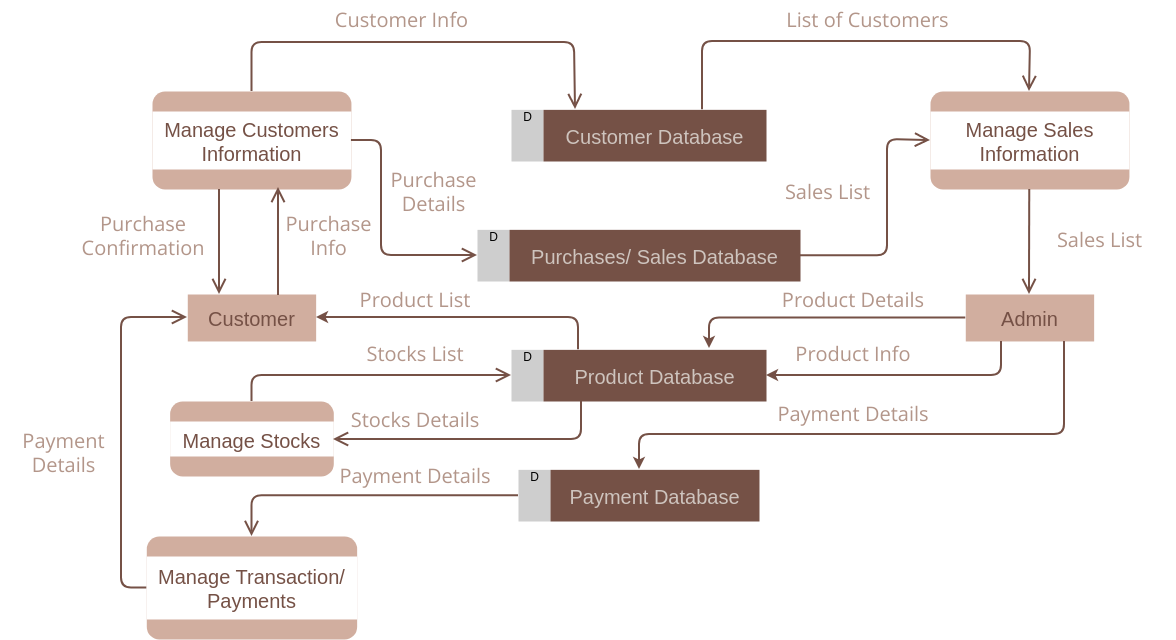 Customer Info
List of Customers
D
Customer Database
Manage Customers
Information
Manage Sales
Information
Purchase
Details
Sales List
Purchase
Confirmation
Purchase
Info
D
Purchases/ Sales Database
Sales List
Product List
Product Details
Customer
Admin
Stocks List
D
Product Database
Product Info
Manage Stocks
Stocks Details
Payment Details
Payment
Details
Payment Details
D
Payment Database
Manage Transaction/
Payments